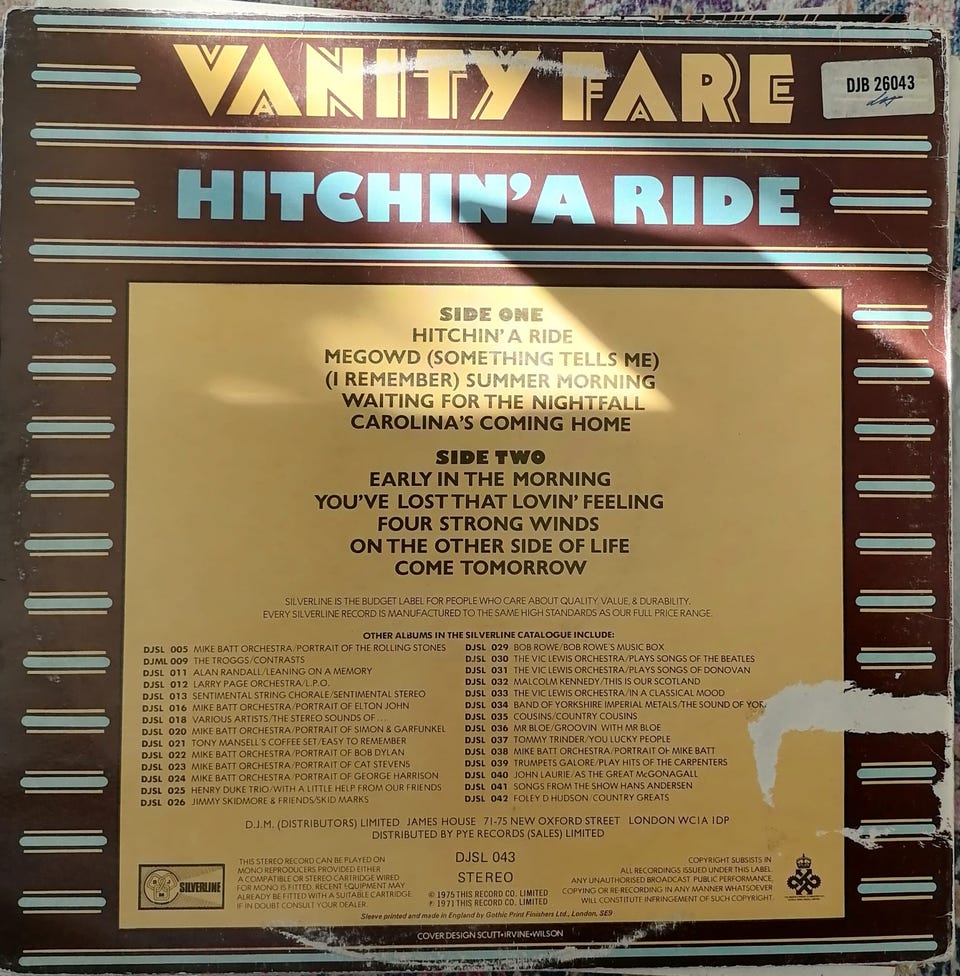 VANITY FARE
DJB 26043
HITCHIN' A RIDE
SIDE ONE
HITCHIN' A RIDE
MEGOWD (SOMETHING TELLS ME)
(I REMEMBER) SUMMER MORNING
WAITING FOR THE NIGHTFALL
CAROLINA'S COMING HOME
SIDE TWO
EARLY IN THE MORNING
YOU'VE LOST THAT LOVIN' FEELING
FOUR STRONG WINDS
ON THE OTHER SIDE OF LIFE
COME TOMORROW
SILVERLINE IS THE BUDGET LABEL FOR PEOPLE WHO CARE ABOUT QUALITY, VALUE, & DURABILITY.
EVERY SILVERLINE RECORD IS MANUFACTURED TO THE SAME HIGH STANDARDS AS OUR FULL PRICE RANGE.
OTHER ALBUMS IN THE SILVERLINE CATALOGUE INCLUDE:
DJSL 005 MIKE BATT ORCHESTRA/PORTRAIT OF THE ROLLING STONES
DJML 009 THE TROGGS/CONTRASTS
DJSL 011 ALAN RANDALL/LEANING ON A MEMORY
DJSL 012 LARRY PAGE ORCHESTRA/L.P.O.
DJSL 013 SENTIMENTAL STRING CHORALE/SENTIMENTAL STEREO
DJSL 016 MIKE BATT ORCHESTRA/PORTRAIT OF ELTON JOHN
DJSL 018 VARIOUS ARTISTS/THE STEREO SOUNDS OF...
DJSL 020 MIKE BATT ORCHESTRA/PORTRAIT OF SIMON & GARFUNKEL
DJSL 021 TONY MANSELL'S COFFEE SET/EASY TO REMEMBER
DJSL 022 MIKE BATT ORCHESTRA/PORTRAIT OF BOB DYLAN
DJSL 023 MIKE BATT ORCHESTRA/PORTRAIT OF CAT STEVENS
DJSL 024 MIKE BATT ORCHESTRA/PORTRAIT OF GEORGE HARRISON
DJSL 025 HENRY DUKE TRIO/WITH A LITTLE HELP FROM OUR FRIENDS
DJSL 026 JIMMY SKIDMORE & FRIENDS/SKID MARKS
DJSL 029 BOB ROWE/BOB ROWE'S MUSIC BOX
DJSL 030 THE VIC LEWIS ORCHESTRA/PLAYS SONGS OF THE BEATLES
DJSL 031 THE VIC LEWIS ORCHESTRA/PLAYS SONGS OF DONOVAN
DJSL 032 MALCOLM KENNEDY/THIS IS OUR SCOTLAND
DJSL 033 THE VIC LEWIS ORCHESTRA/IN A CLASSICAL MOOD
DJSL 034 BAND OF YORKSHIRE IMPERIAL METALS/THE SOUND OF YOR
DJSL 035 COUSINS/COUNTRY COUSINS
DJSL 036 MR BLOE/GROOVIN' WITH MR BLOE
DJSL 037 TOMMY TRINDER/YOU LUCKY PEOPLE
DJSL 038 MIKE BATT ORCHESTRA/PORTRAIT OF MIKE BATT
DJSL 039 TRUMPETS GALORE/PLAY HITS OF THE CARPENTERS
DJSL 040 JOHN LAURIE/AS THE GREAT McGONAGALL
DJSL 041 SONGS FROM THE SHOW HANS ANDERSEN
DJSL 042 FOLEY D HUDSON/COUNTRY GREATS
D.J.M. (DISTRIBUTORS) LIMITED JAMES HOUSE 71-75 NEW OXFORD STREET LONDON WC1A 1DP
DISTRIBUTED BY PYE RECORDS (SALES) LIMITED
DJM
SILVERLINE
THIS STEREO RECORD CAN BE PLAYED ON
MONO REPRODUCERS PROVIDED EITHER
A COMPATIBLE OR STEREO CARTRIDGE WIRED
FOR MONO IS FITTED. RECENT EQUIPMENT MAY
ALREADY BE FITTED WITH A SUITABLE CARTRIDGE.
IF IN DOUBT CONSULT YOUR DEALER.
DJSL 043
STEREO
© 1975 THIS RECORD CO. LIMITED
℗ 1971 THIS RECORD CO. LIMITED
COPYRIGHT SUBSISTS IN
ALL RECORDINGS ISSUED UNDER THIS LABEL.
ANY UNAUTHORISED BROADCAST, PUBLIC PERFORMANCE,
COPYING OR RE-RECORDING IN ANY MANNER WHATSOEVER
WILL CONSTITUTE INFRINGEMENT OF SUCH COPYRIGHT.
Sleeve printed and made in England by Gothic Print Finishers Ltd., London, SE9
COVER DESIGN SCUTT•IRVINE•WILSON